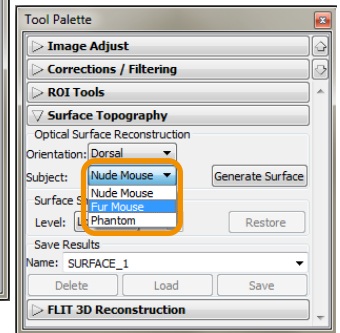 Tool Palette
Image Adjust
Corrections / Filtering
ROI Tools
Surface Topography
Optical Surface Reconstruction
Orientation: Dorsal
Subject: Nude Mouse Generate Surface
Nude Mouse
Fur Mouse
Phantom
Surface
Level: Restore
Save Results
Name: SURFACE_1
Delete Load Save
FLIT 3D Reconstruction